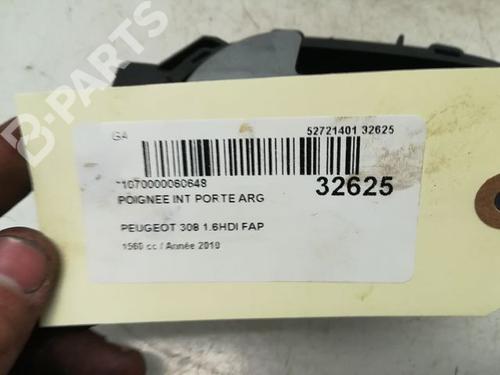 B-PARTS
GA
52721401 32625
*1070000060648
32625
POIGNEE INT PORTE ARG
PEUGEOT 308 1.6HDI FAP
1560 cc / Année 2010